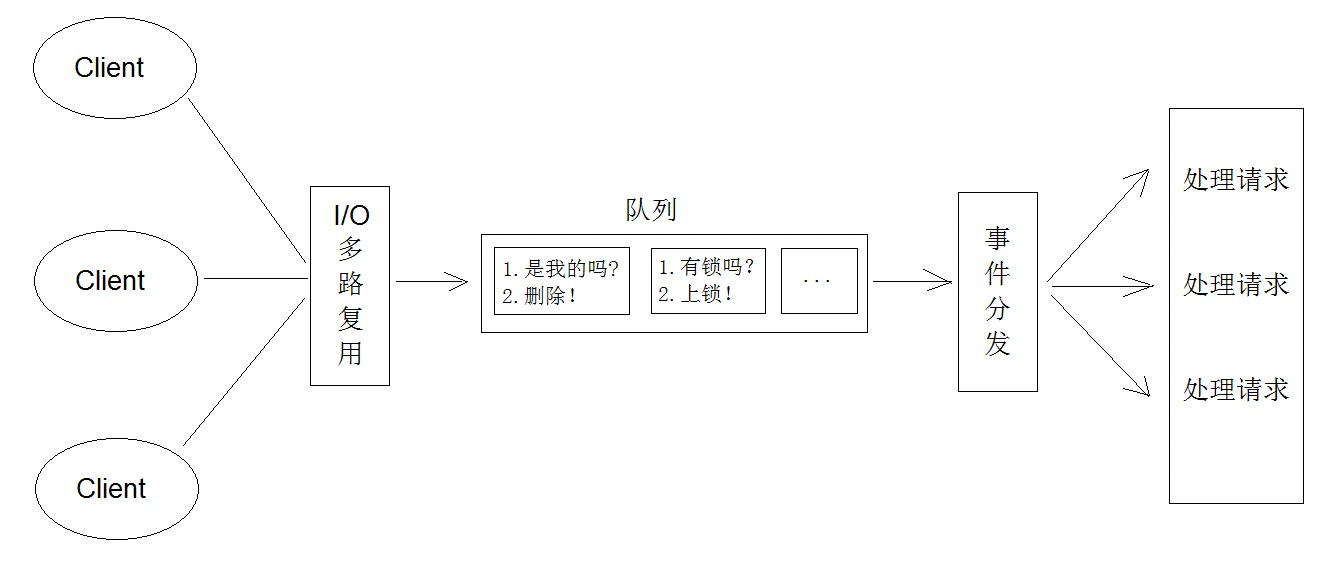 Client
Client
Client
I/O
多
路
复
用
队列
1. 是我的吗?
2. 删除!
1. 有锁吗?
2. 上锁!
...
事
件
分
发
处理请求
处理请求
处理请求